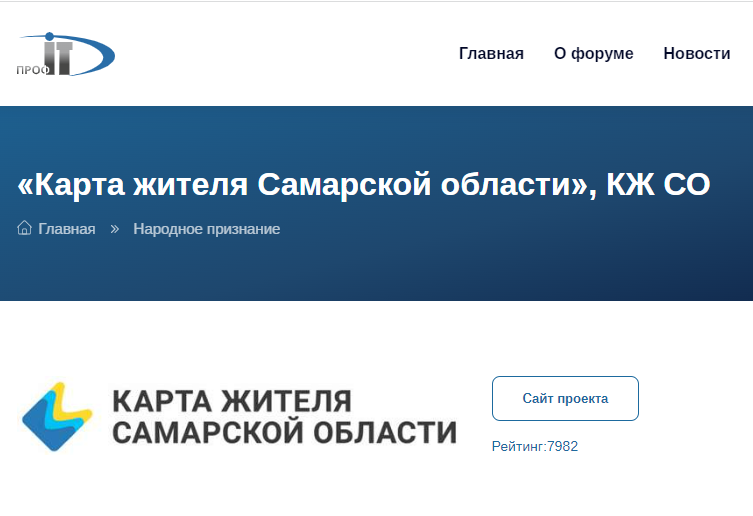 ПРОФ IT
Главная О форуме Новости
«Карта жителя Самарской области», КЖ СО
Главная » Народное признание
КАРТА ЖИТЕЛЯ
САМАРСКОЙ ОБЛАСТИ
Сайт проекта
Рейтинг:7982